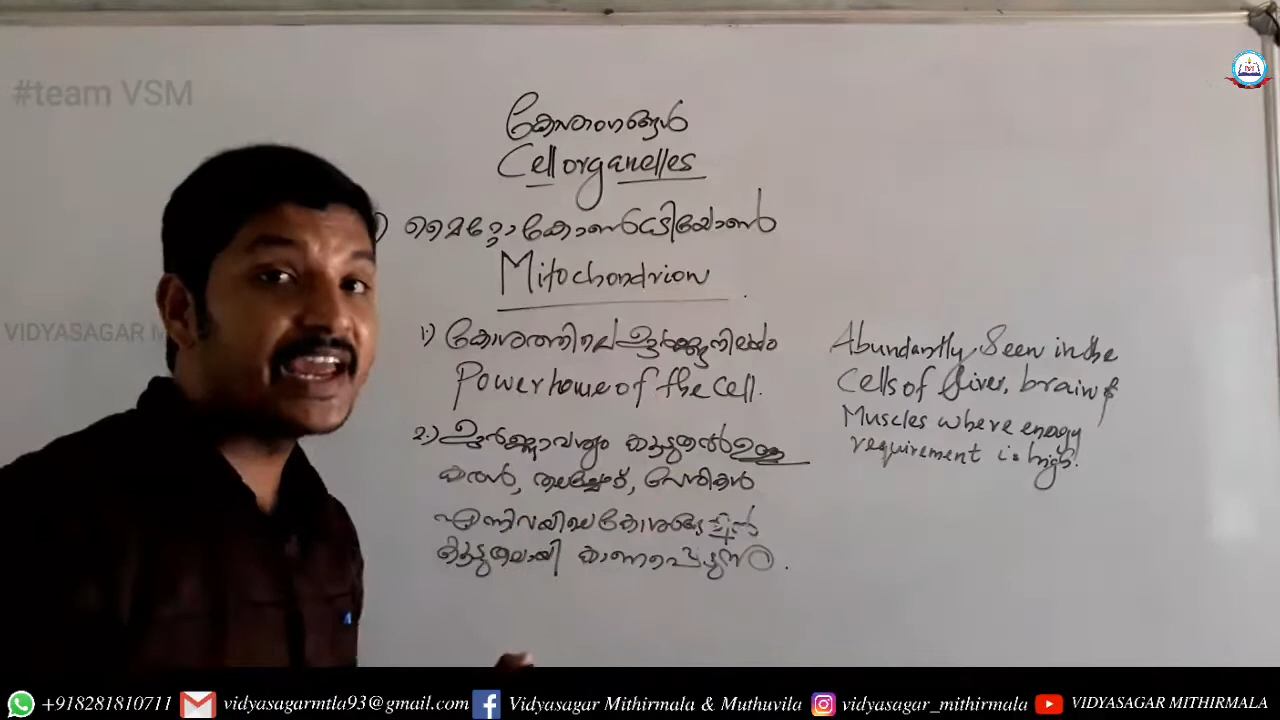 #team VSM
കോശാംഗങ്ങൾ
Cell organelles
) മൈറ്റോകോൺഡ്രിയോൺ
Mitochondrion
VIDYASAGAR M
1) കോശത്തിലെ ഊർജ്ജനിലയം
Power house of the Cell.
2.) ഊർജ്ജാവശ്യം കൂടുതൽ ഉള്ള
കരൾ, തലച്ചോറ്, പേശികൾ
എന്നിവയിലെ കോശങ്ങളിൽ
കൂടുതലായി കാണപ്പെടുന്നു.
Abundantly Seen in the
Cells of liver, brain &
Muscles where energy
requirement is high.
+918281810711 vidyasagarmtla93@gmail.com Vidyasagar Mithirmala & Muthuvila vidyasagar_mithirmala VIDYASAGAR MITHIRMALA